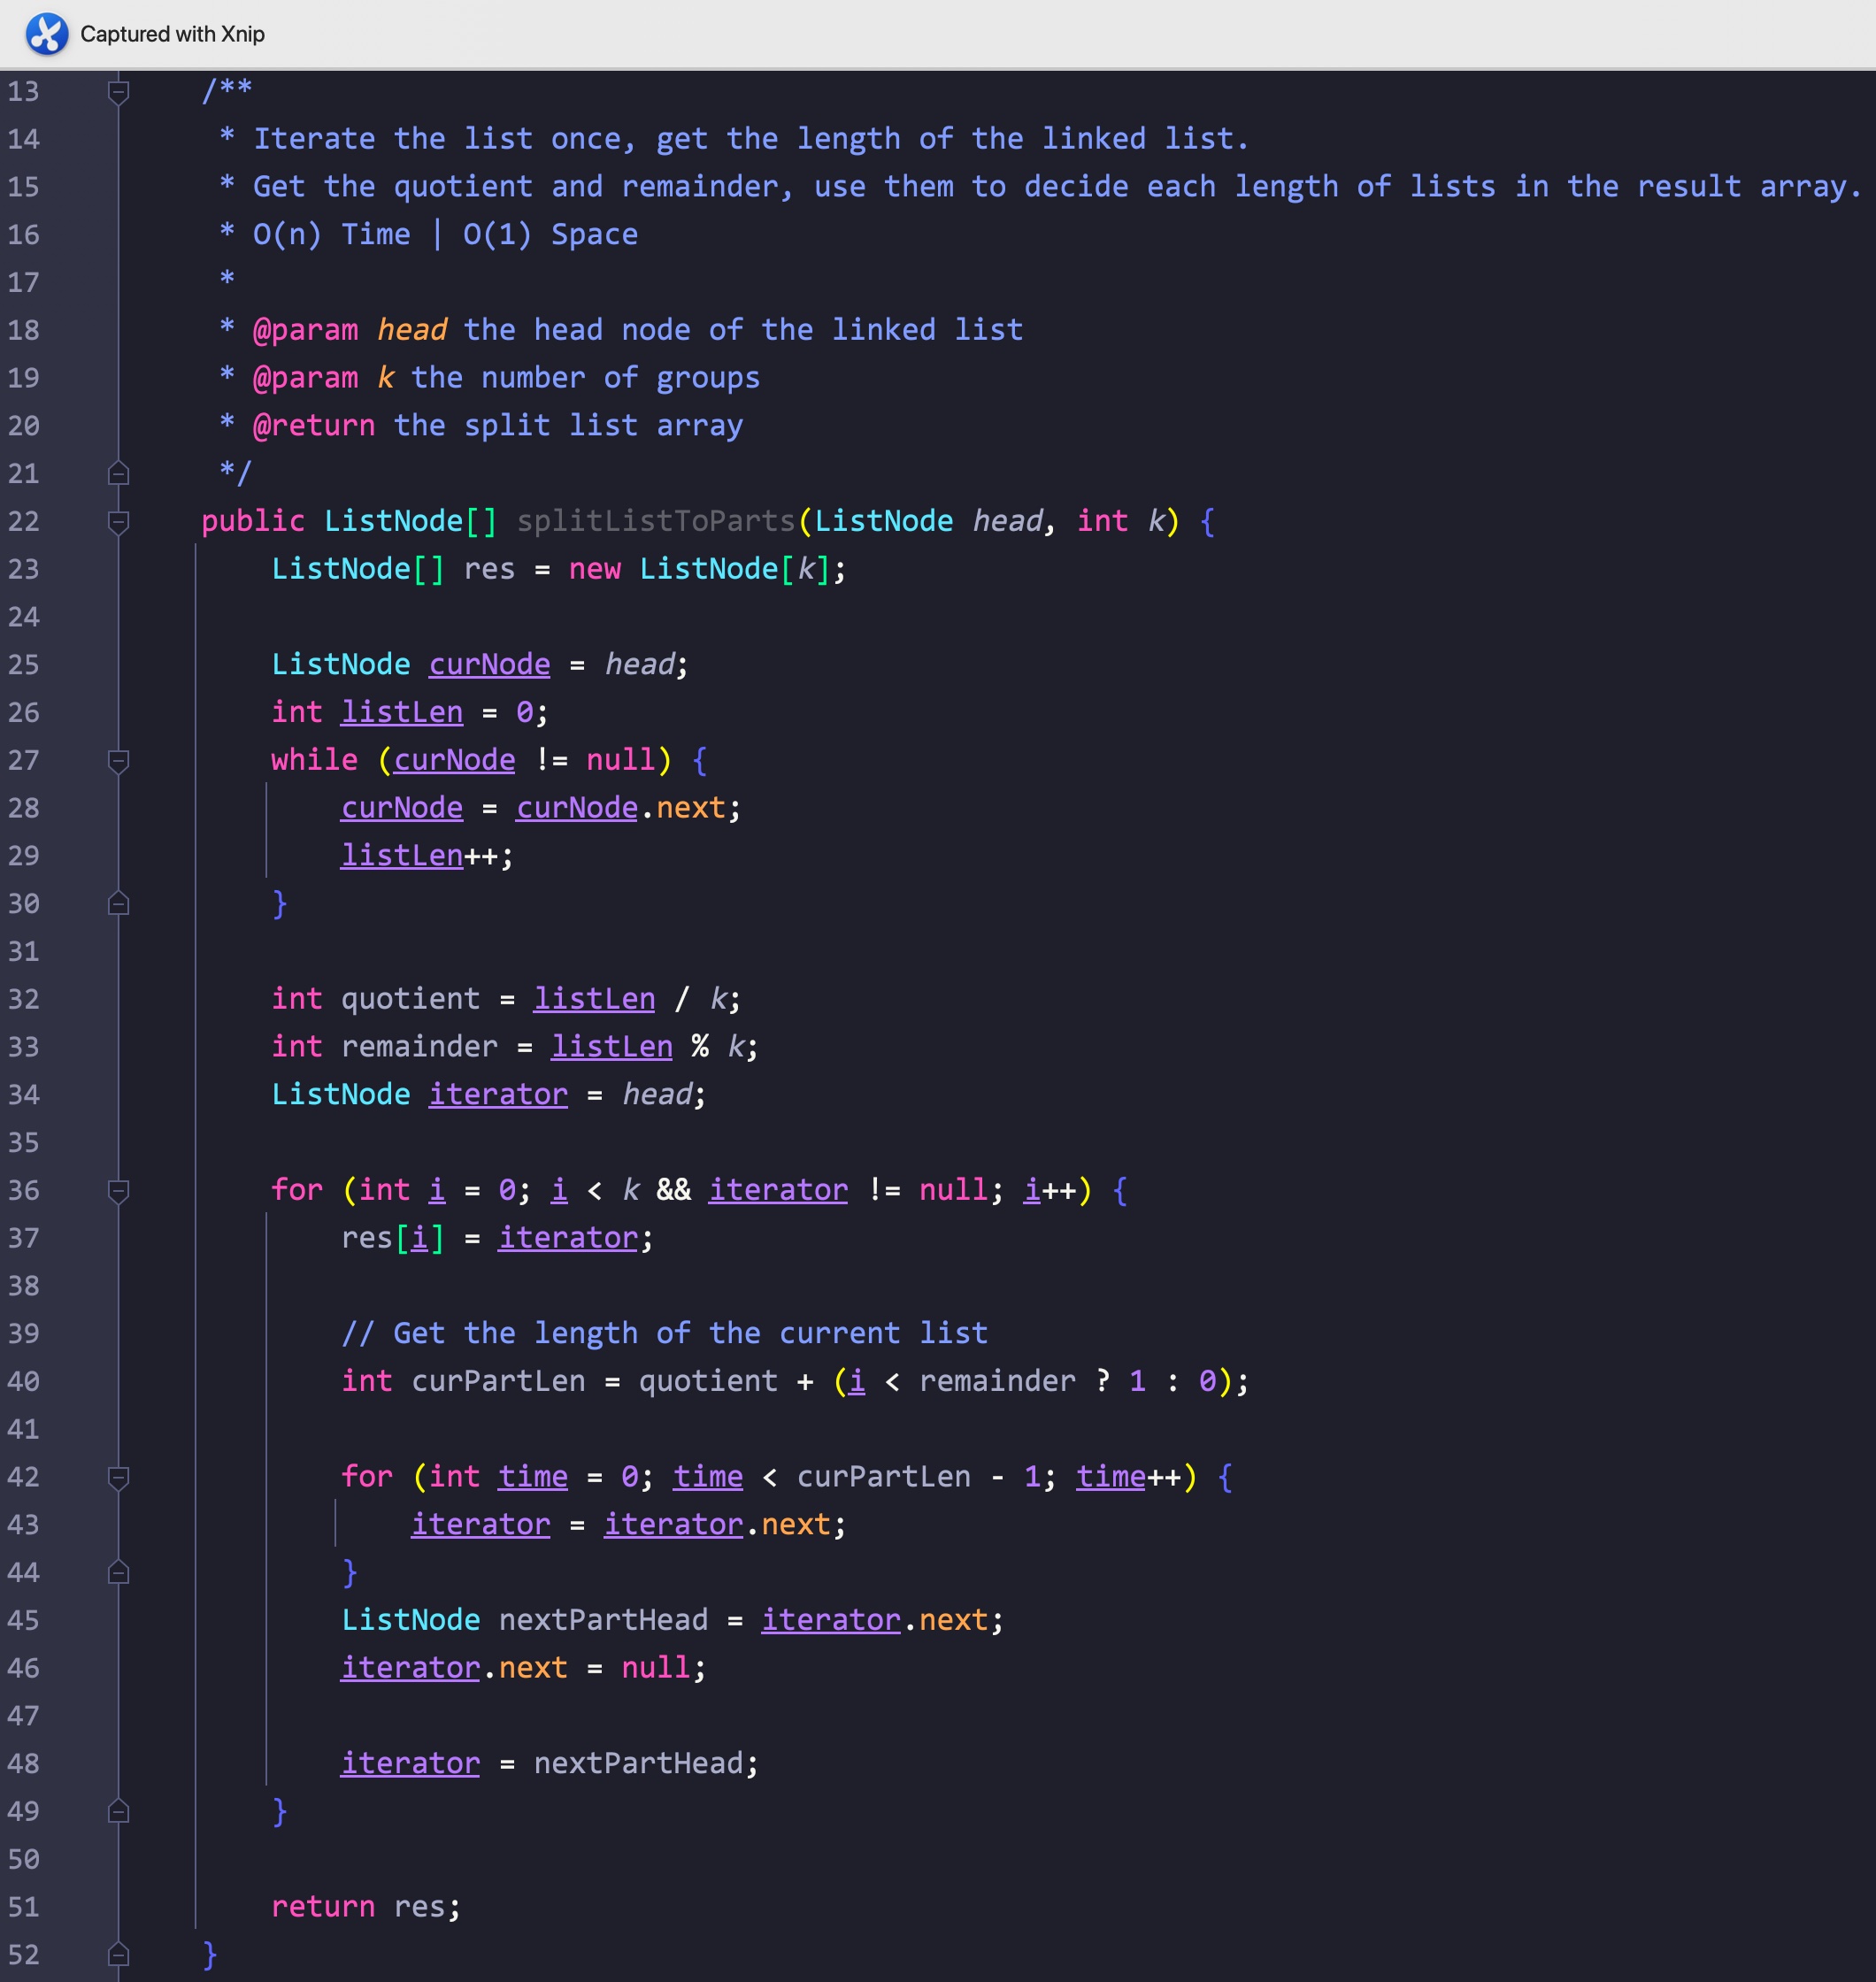 Captured with Xnip
13 /**
14 * Iterate the list once, get the length of the linked list.
15 * Get the quotient and remainder, use them to decide each length of lists in the result array.
16 * O(n) Time | O(1) Space
17 *
18 * @param head the head node of the linked list
19 * @param k the number of groups
20 * @return the split list array
21 */
22 public ListNode[] splitListToParts(ListNode head, int k) {
23 ListNode[] res = new ListNode[k];
24
25 ListNode curNode = head;
26 int listLen = 0;
27 while (curNode != null) {
28 curNode = curNode.next;
29 listLen++;
30 }
31
32 int quotient = listLen / k;
33 int remainder = listLen % k;
34 ListNode iterator = head;
35
36 for (int i = 0; i < k && iterator != null; i++) {
37 res[i] = iterator;
38
39 // Get the length of the current list
40 int curPartLen = quotient + (i < remainder ? 1 : 0);
41
42 for (int time = 0; time < curPartLen - 1; time++) {
43 iterator = iterator.next;
44 }
45 ListNode nextPartHead = iterator.next;
46 iterator.next = null;
47
48 iterator = nextPartHead;
49 }
50
51 return res;
52 }